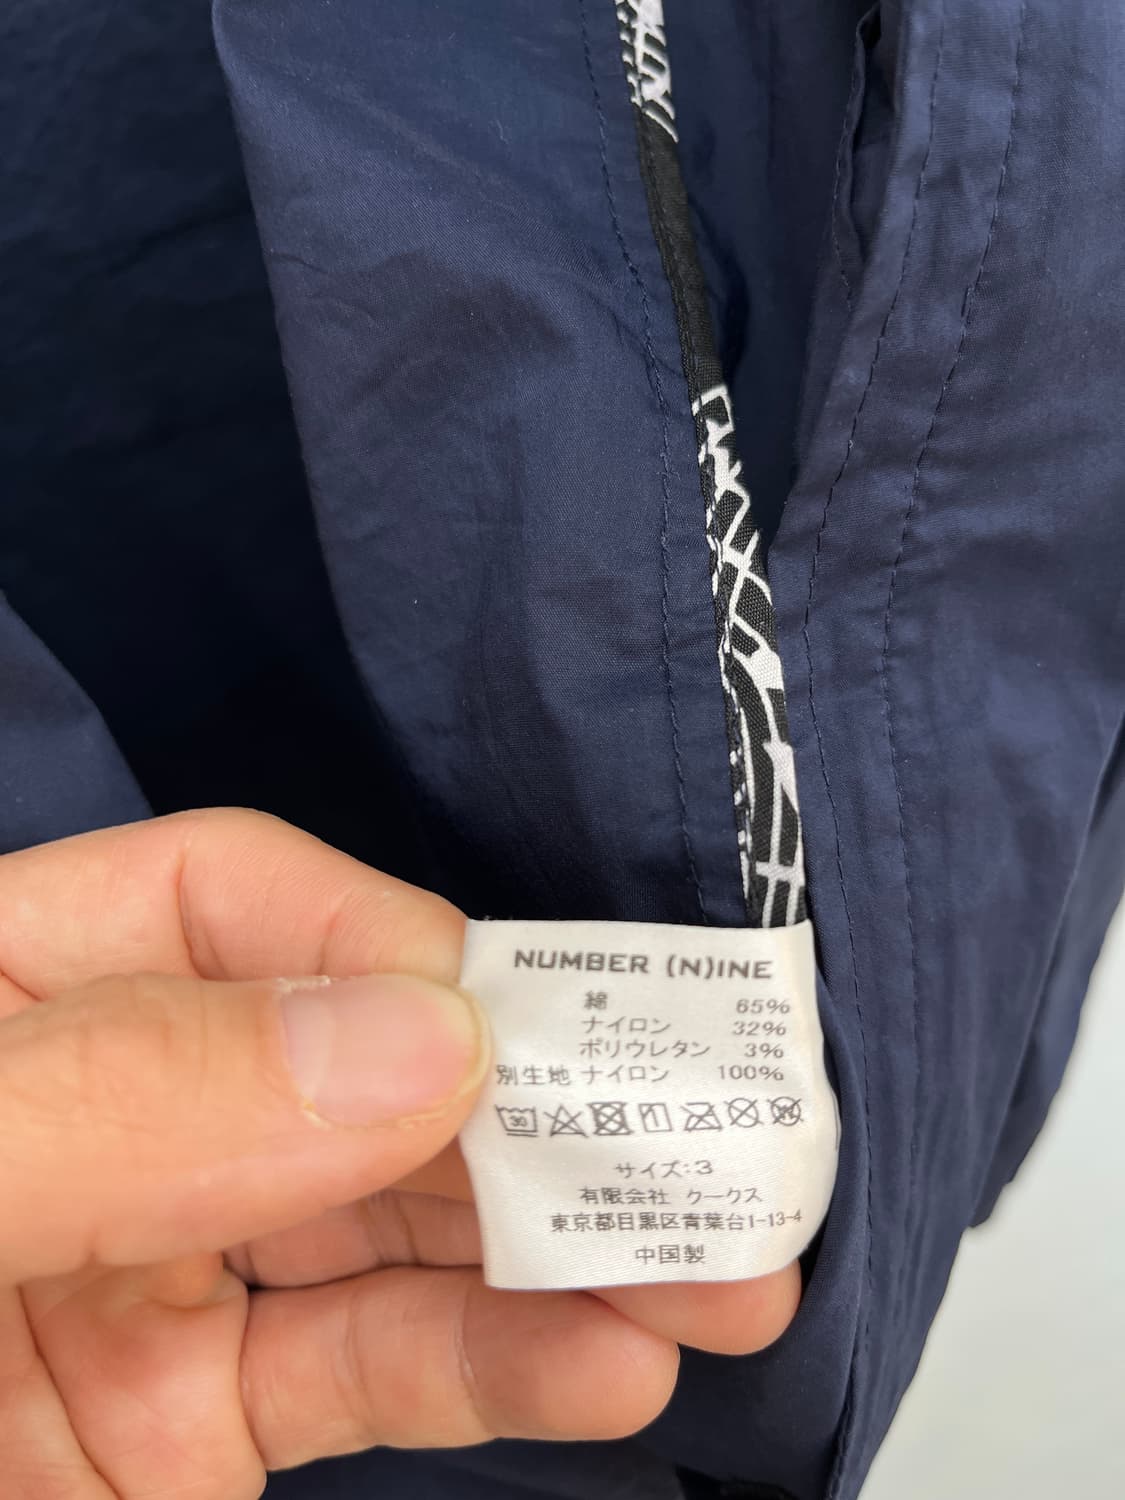 NUMBER (N)INE
綿 65%
ナイロン 32%
ポリウレタン 3%
別生地 ナイロン 100%
30
W
サイズ:3
有限会社 クークス
東京都目黒区青葉台1-13-4
中国製